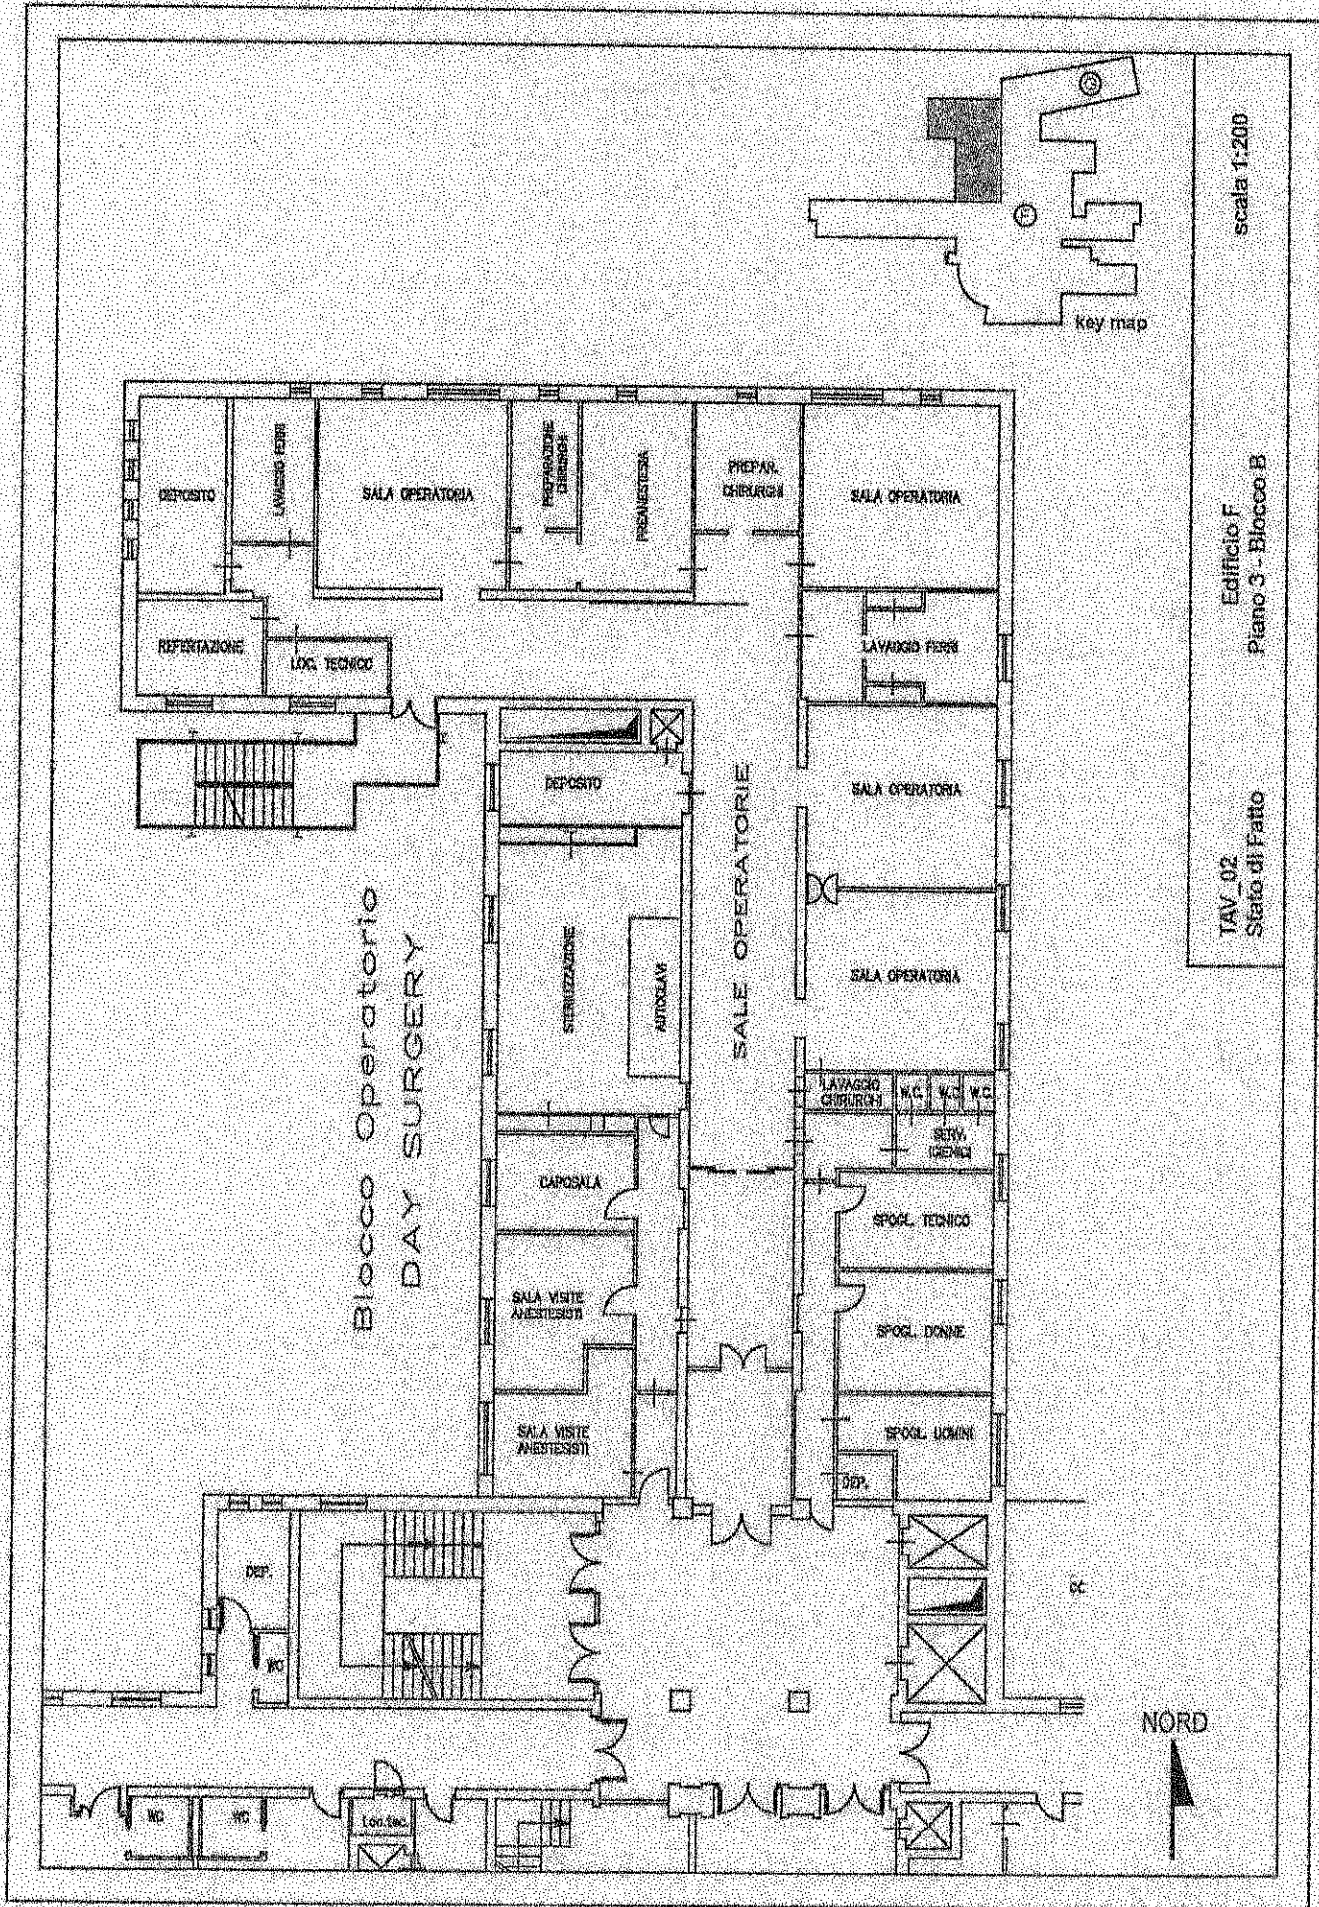 key map
scala 1:200
Edificio F
Piano 3 - Blocco B
TAV_02
Stato di Fatto
DEPOSITO
LAVAGGIO FERRI
SALA OPERATORIA
PREPARAZIONE
CHIRURGHI
PREANESTESIA
PREPAR.
CHIRURGHI
SALA OPERATORIA
REFERTAZIONE
LOC. TECNICO
LAVAGGIO FERRI
DEPOSITO
SALA OPERATORIA
SALE OPERATORIE
Blocco Operatorio
DAY SURGERY
STERILIZZAZIONE
AUTOCLAVI
SALA OPERATORIA
LAVAGGIO
CHIRURGHI
W.C.
W.C.
W.C.
SERV.
IGIENICI
CAPOSALA
SPOGL. TECNICO
SALA VISITE
ANESTESISTI
SPOGL. DONNE
SALA VISITE
ANESTESISTI
SPOGL. UOMINI
DEP.
DEP.
WC
NORD
WC
WC
Loc.tec.